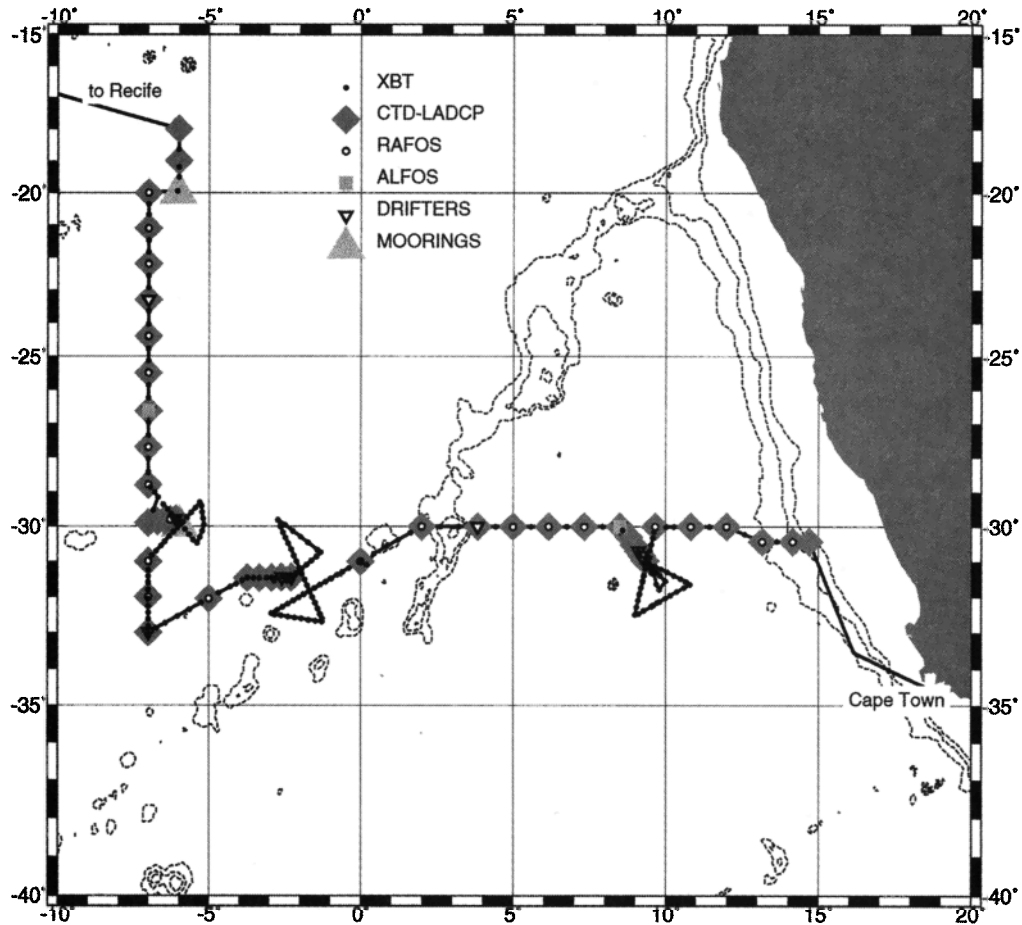 -10° -5° 0° 5° 10° 15° 20°
-15° -15°
to Recife
XBT
CTD-LADCP
RAFOS
ALFOS
DRIFTERS
MOORINGS
-20° -20°
-25° -25°
-30° -30°
-35° -35°
Cape Town
-40° -40°
-10° -5° 0° 5° 10° 15° 20°